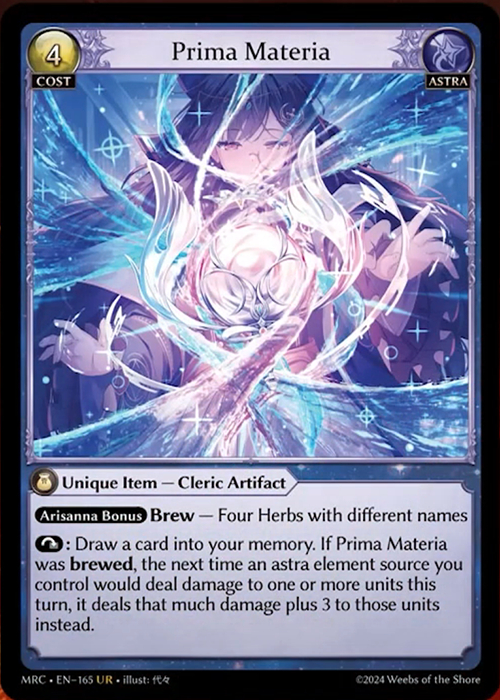 4
Prima Materia
COST
ASTRA
Unique Item — Cleric Artifact
Arisanna Bonus Brew — Four Herbs with different names
: Draw a card into your memory. If Prima Materia
was brewed, the next time an astra element source you
control would deal damage to one or more units this
turn, it deals that much damage plus 3 to those units
instead.
MRC • EN-165 UR • illust: 代々
©2024 Weebs of the Shore